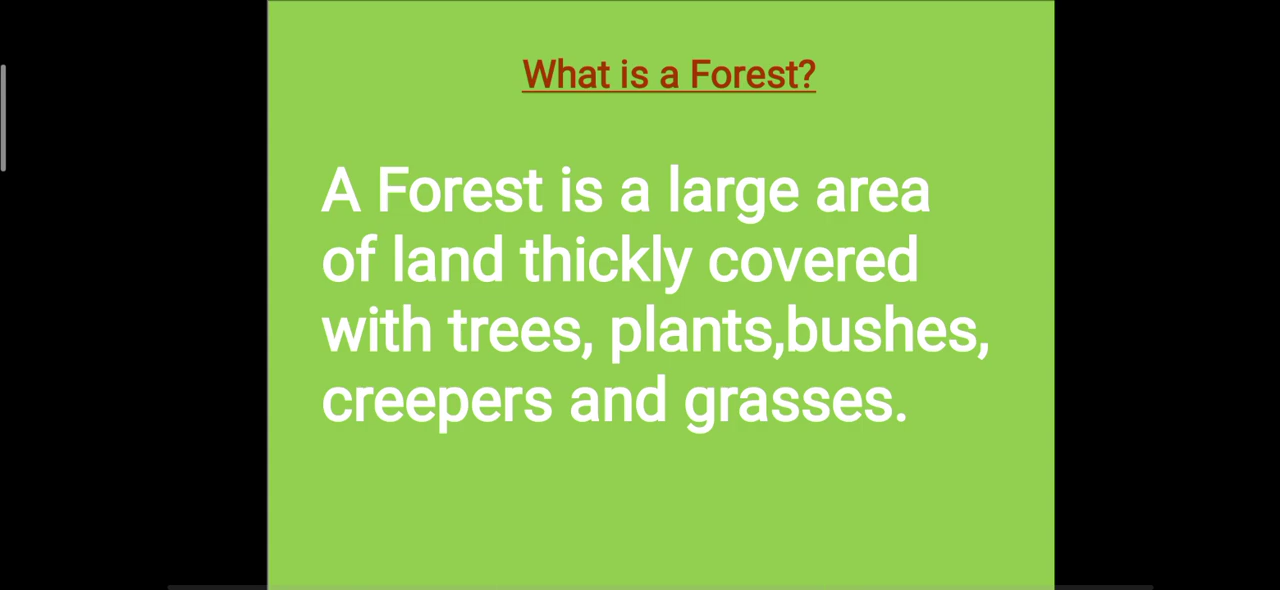 What is a Forest?
A Forest is a large area
of land thickly covered
with trees, plants,bushes,
creepers and grasses.